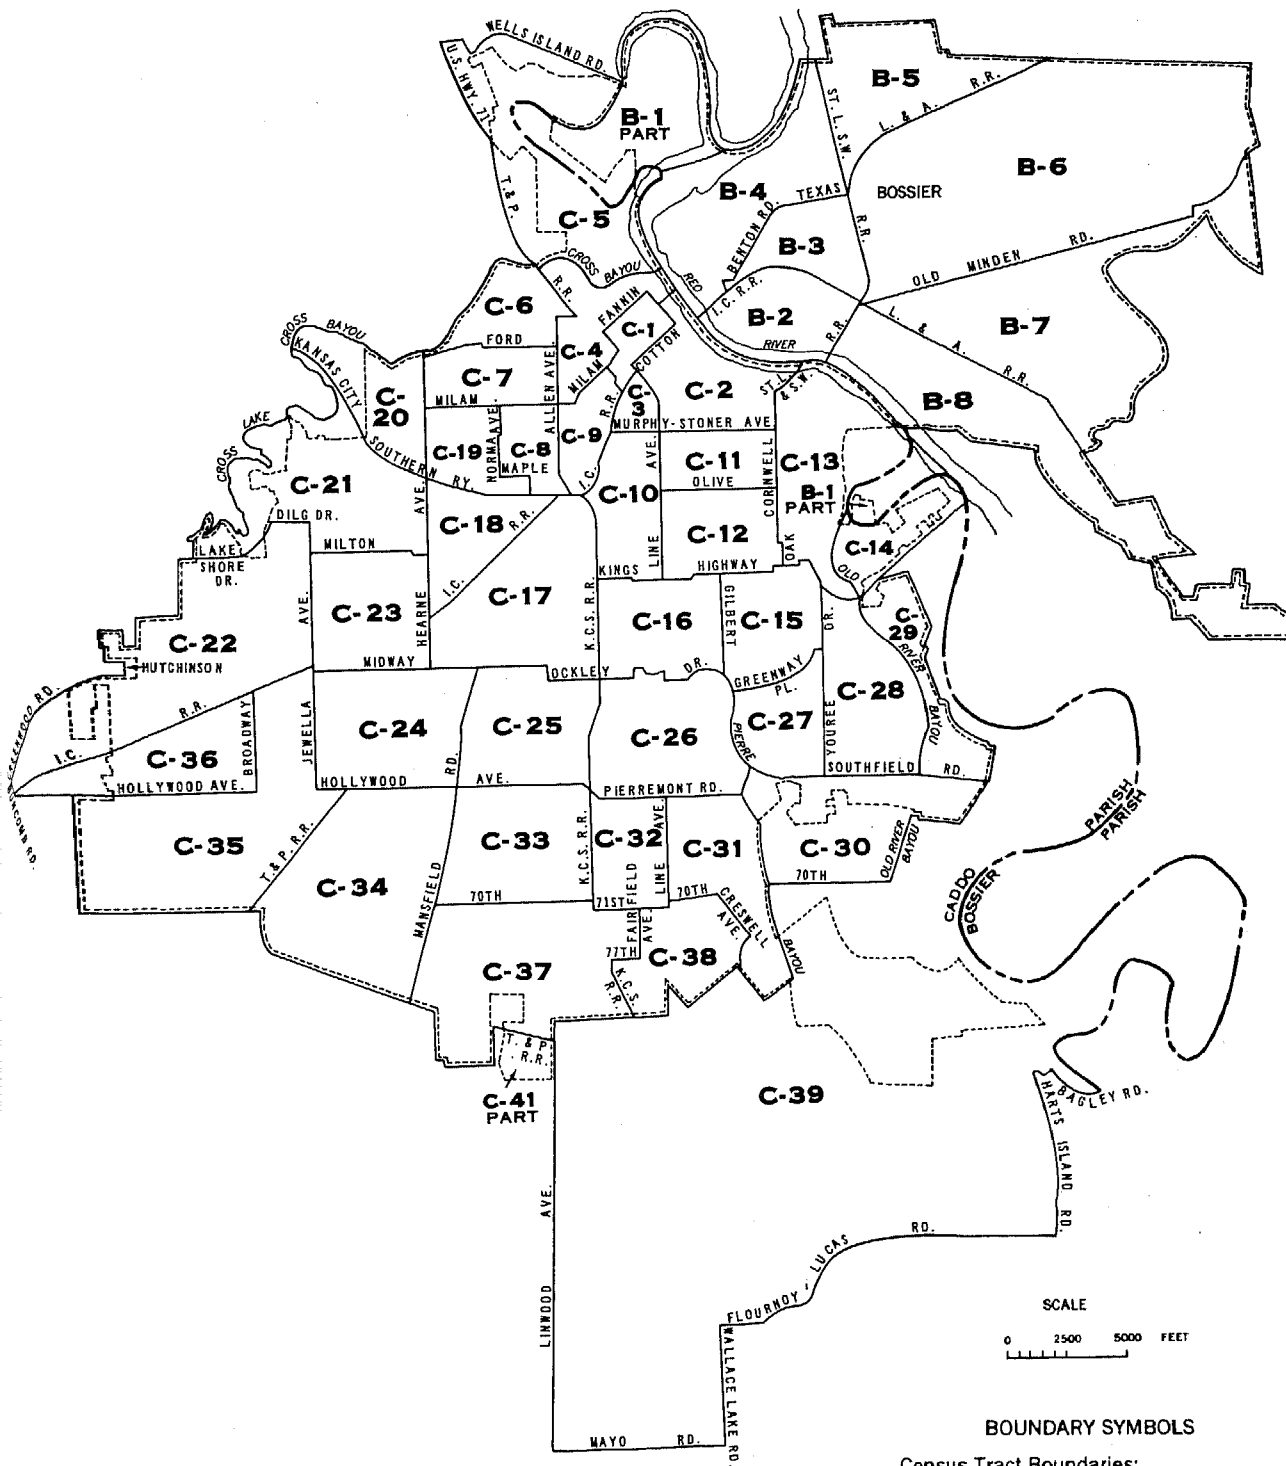 WELLS ISLAND RD.
U.S. HWY. 71
B-1
PART
B-5
L. & A. R.R.
ST. L. S.W.
R.R.
B-6
B-4
TEXAS
BOSSIER
T. & P.
R.R.
C-5
BENTON RD.
B-3
OLD MINDEN RD.
CROSS BAYOU
RED
RIVER
I.C. R.R.
B-2
R.R.
L. & A. R.R.
B-7
C-6
FANNIN
C-1
COTTON
CROSS BAYOU
KANSAS CITY
SOUTHERN RY.
FORD
C-4
MILAM
C-7
ALLEN AVE.
MILAM
C-20
C-3
C-2
ST. L. & S.W.
B-8
MURPHY-STONER AVE.
C-19
NORMA AVE.
C-8
MAPLE
C-9
I.C. R.R.
C-11
OLIVE
C-13
CORNWELL
CROSS LAKE
C-21
C-10
LINE AVE.
B-1
PART
DILG DR.
C-18
I.C. R.R.
C-12
C-14
OAK
OLD
RIVER
BAYOU
LAKE
SHORE
DR.
MILTON
KINGS HIGHWAY
C-23
HEARNE AVE.
C-17
K.C.S. R.R.
C-16
GILBERT
C-15
C-29
C-22
HUTCHINSON
MIDWAY
OCKLEY DR.
GREENWAY
PL.
C-28
GREENWOOD RD.
I.C. R.R.
BROADWAY
JEWELLA AVE.
C-24
C-25
C-26
PIERRE
C-27
YOUREE DR.
C-36
HOLLYWOOD AVE.
HOLLYWOOD AVE.
RD.
PIERREMONT RD.
SOUTHFIELD RD.
PARISH
PARISH
C-35
T. & P. R.R.
C-33
K.C.S. R.R.
C-32
LINE AVE.
C-31
C-30
OLD RIVER
BAYOU
C-34
MANSFIELD
70TH
71ST
FAIRFIELD
AVE.
70TH
CRESWELL
AVE.
70TH
CADDO
BOSSIER
C-37
77TH
K.C.S.
R.R.
C-38
BAYOU
T. & P.
R.R.
C-41
PART
C-39
BAGLEY RD.
HARTS ISLAND RD.
LINWOOD AVE.
FLOURNOY LUCAS RD.
WALLACE LAKE RD.
MAYO RD.
SCALE
0 2500 5000 FEET
BOUNDARY SYMBOLS
Census Tract Boundaries: